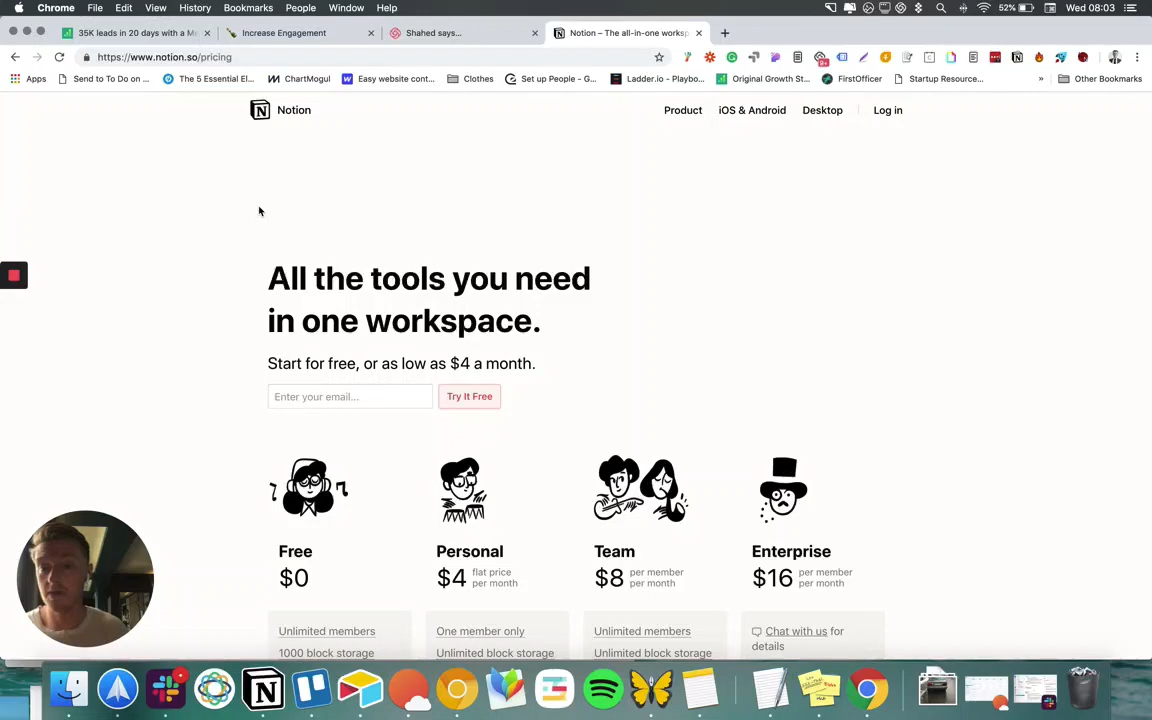 Chrome File Edit View History Bookmarks People Window Help 52% Wed 08:03
35K leads in 20 days with a Me Increase Engagement Shahed says... Notion – The all-in-one worksp
https://www.notion.so/pricing
Apps Send to To Do on ... The 5 Essential El... ChartMogul Easy website cont... Clothes Set up People - G... Ladder.io - Playbo... Original Growth St... FirstOfficer Startup Resource... » Other Bookmarks
Notion Product iOS & Android Desktop Log in
All the tools you need
in one workspace.
Start for free, or as low as $4 a month.
Enter your email... Try It Free
Free Personal Team Enterprise
$0 $4 flat price per month $8 per member per month $16 per member per month
Unlimited members One member only Unlimited members Chat with us for
1000 block storage Unlimited block storage Unlimited block storage details